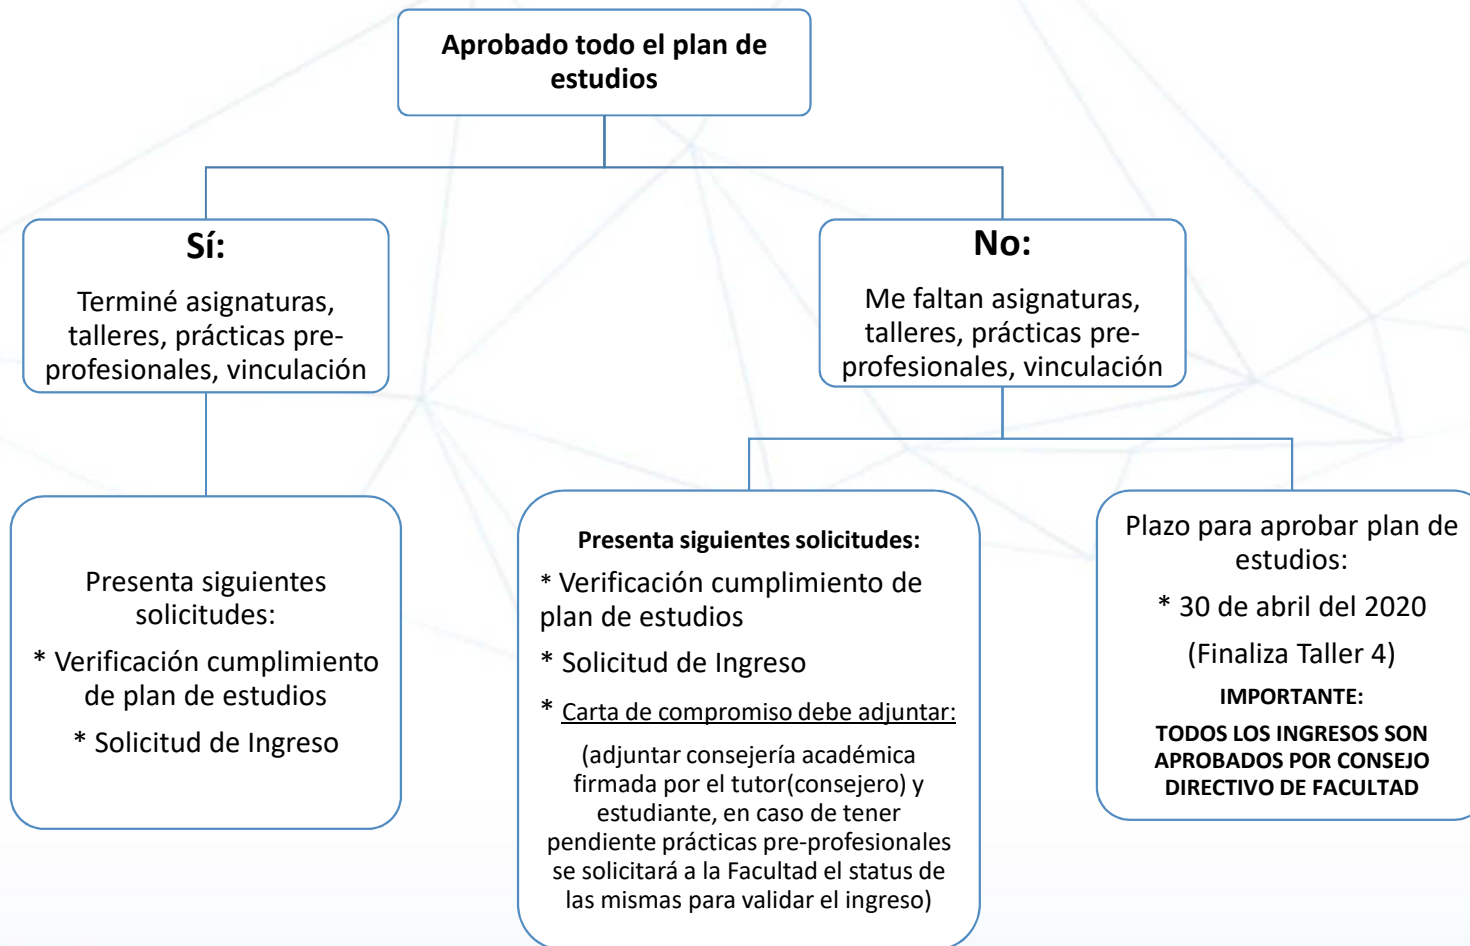 Aprobado todo el plan de
estudios
Sí:
Terminé asignaturas,
talleres, prácticas pre-
profesionales, vinculación
No:
Me faltan asignaturas,
talleres, prácticas pre-
profesionales, vinculación
Presenta siguientes
solicitudes:
* Verificación cumplimiento
de plan de estudios
* Solicitud de Ingreso
Presenta siguientes solicitudes:
* Verificación cumplimiento de
plan de estudios
* Solicitud de Ingreso
* Carta de compromiso debe adjuntar:
(adjuntar consejería académica
firmada por el tutor(consejero) y
estudiante, en caso de tener
pendiente prácticas pre-profesionales
se solicitará a la Facultad el status de
las mismas para validar el ingreso)
Plazo para aprobar plan de
estudios:
* 30 de abril del 2020
(Finaliza Taller 4)
IMPORTANTE:
TODOS LOS INGRESOS SON
APROBADOS POR CONSEJO
DIRECTIVO DE FACULTAD